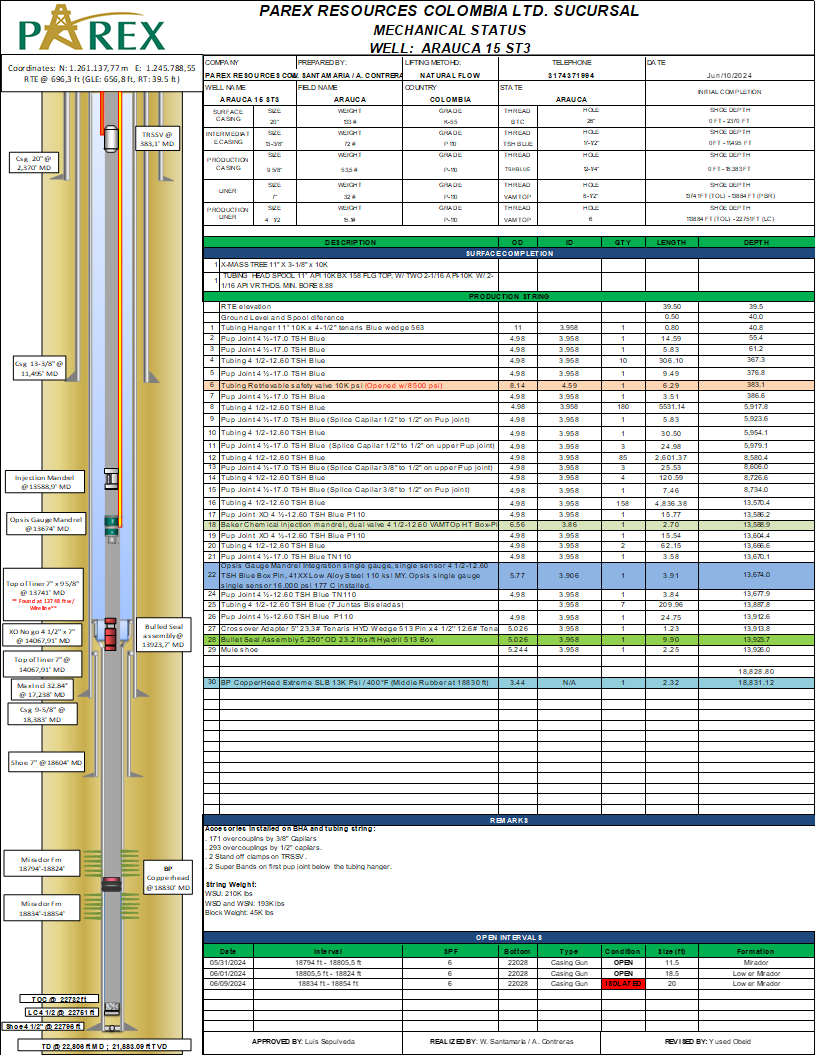 PAREX
PAREX RESOURCES COLOMBIA LTD. SUCURSAL
MECHANICAL STATUS
WELL: ARAUCA 15 ST3
Coordinates: N: 1.261.137,77 m E: 1.245.788,55
RTE @ 696,3 ft (GLE: 656,8 ft, RT: 39.5 ft)
TRSSV @ 383,1' MD
Csg 20" @ 2,370' MD
Csg 13-3/8" @ 11,495' MD
Injection Mandrel @ 13588,9' MD
Opsis Gauge Mandrel @ 13674' MD
Top of liner 7" x 9 5/8" @ 13741' MD
** Found at 13748 ft w/ Wireline**
Bulled Seal assembly @ 13923,7' MD
XO No go 4 1/2" x 7" @ 14067,91' MD
Top of liner 7" @ 14067,91' MD
Max Incl 32.84° @ 17,238' MD
Csg 9-5/8" @ 18,383' MD
Shoe 7" @ 18604' MD
Mirador Fm 18794'-18824'
BP Copperhead @ 18830' MD
Mirador Fm 18834'-18854'
TOC @ 22732 ft
LC 4 1/2 @ 22751 ft
Shoe 4 1/2" @ 22796 ft
TD @ 22,806 ft MD ; 21,883.09 ft TVD
COMPANY PREPARED BY: LIFTING METOHD: TELEPHONE DATE
PAREX RESOURCES COL W. SANTAMARIA / A. CONTRERA NATURAL FLOW 3174371994 Jun/10/2024
WELL NAME FIELD NAME COUNTRY STATE INITIAL COMPLETION
ARAUCA 15 ST3 ARAUCA COLOMBIA ARAUCA
SURFACE CASING SIZE WEIGHT GRADE THREAD HOLE SHOE DEPTH
20" 133 # K-55 BTC 26" 0 FT - 2370 FT
INTERMEDIAT E CASING SIZE WEIGHT GRADE THREAD HOLE SHOE DEPTH
13-3/8" 72 # P 110 TSH BLUE 17-1/2" 0 FT - 11495 FT
PRODUCTION CASING SIZE WEIGHT GRADE THREAD HOLE SHOE DEPTH
9 5/8" 53,5 # P-110 TSHBLUE 12-1/4" 0 FT - 18,383 FT
LINER SIZE WEIGHT GRADE THREAD HOLE SHOE DEPTH
7" 32 # P-110 VAM TOP 8-1/2" 13741 FT (TOL) - 13884 FT (PBR)
PRODUCTION LINER SIZE WEIGHT GRADE THREAD HOLE SHOE DEPTH
4 1/2 15.1# P-110 VAM TOP 6 13884 FT (TOL) - 22751 FT (LC)
DESCRIPTION OD ID QTY LENGTH DEPTH
SURFACE COMPLETION
1 X-MASS TREE 11" X 3-1/8" x 10K
1 TUBING HEAD SPOOL 11" API 10K BX 158 FLG TOP, W/ TWO 2-1/16 API-10K. W/ 2-1/16 API VR THDS. MIN. BORE 8.88
PRODUCTION STRING
RTE elevation 39.50 39.5
Ground Level and Spool diference 0.50 40.0
1 Tubing Hanger 11" 10K x 4-1/2" tenaris Blue wedge 563 11 3.958 1 0.80 40.8
2 Pup Joint 4 ½-17.0 TSH Blue 4.98 3.958 1 14.59 55.4
3 Pup Joint 4 ½-17.0 TSH Blue 4.98 3.958 1 5.83 61.2
4 Tubing 4 1/2-12.60 TSH Blue 4.98 3.958 10 306.10 367.3
5 Pup Joint 4 ½-17.0 TSH Blue 4.98 3.958 1 9.49 376.8
6 Tubing Retrievable safety valve 10K psi (Opened w/8500 psi) 8.14 4.59 1 6.29 383.1
7 Pup Joint 4 ½-17.0 TSH Blue 4.98 3.958 1 3.51 386.6
8 Tubing 4 1/2-12.60 TSH Blue 4.98 3.958 180 5531.14 5,917.8
9 Pup Joint 4 ½-17.0 TSH Blue (Splice Capilar 1/2" to 1/2" on Pup joint) 4.98 3.958 1 5.83 5,923.6
10 Tubing 4 1/2-12.60 TSH Blue 4.98 3.958 1 30.50 5,954.1
11 Pup Joint 4 ½-17.0 TSH Blue (Splice Capilar 1/2" to 1/2" on upper Pup joint) 4.98 3.958 3 24.98 5,979.1
12 Tubing 4 1/2-12.60 TSH Blue 4.98 3.958 85 2,601.37 8,580.4
13 Pup Joint 4 ½-17.0 TSH Blue (Splice Capilar 3/8" to 1/2" on upper Pup joint) 4.98 3.958 3 25.53 8,606.0
14 Tubing 4 1/2-12.60 TSH Blue 4.98 3.958 4 120.59 8,726.6
15 Pup Joint 4 ½-17.0 TSH Blue (Splice Capilar 3/8" to 1/2" on Pup joint) 4.98 3.958 1 7.46 8,734.0
16 Tubing 4 1/2-12.60 TSH Blue 4.98 3.958 158 4,836.38 13,570.4
17 Pup Joint XO 4 ½-12.60 TSH Blue P110 4.98 3.958 1 15.77 13,586.2
18 Baker Chemical injection mandrel, dual valve 4 1/2-12.60 VAMTOp HT Box-Pi 6.56 3.86 1 2.70 13,588.9
19 Pup Joint XO 4 ½-12.60 TSH Blue P110 4.98 3.958 1 15.54 13,604.4
20 Tubing 4 1/2-12.60 TSH Blue 4.98 3.958 2 62.15 13,666.6
21 Pup Joint 4 ½-17.0 TSH Blue TN110 4.98 3.958 1 3.58 13,670.1
22 Opsis Gauge Mandrel Integration single gauge, single sensor 4 1/2-12.60 TSH Blue Box Pin, 41XX Low Alloy Steel 110 ksi MY. Opsis single gauge single sensor 16.000 psi 177 C installed. 5.77 3.906 1 3.91 13,674.0
24 Pup Joint 4 ½-17.0 TSH Blue TN110 4.98 3.958 1 3.84 13,677.9
25 Tubing 4 1/2-12.60 TSH Blue (7 Juntas Biseladas) 4.98 3.958 7 209.96 13,887.8
26 Pup Joint 4 ½-12.60 TSH Blue P110 4.98 3.958 1 24.75 13,912.6
27 Crossover Adapter 5" 23,3# Tenaris HYD Wedge 513 Pin x 4 1/2" 12.6# Tena 5.026 3.958 1 1.23 13,913.8
28 Bullet Seal Assembly 5.250" OD 23.2 lbs/ft Hyadril 513 Box 5.026 3.958 1 9.90 13,923.7
29 Mule shoe 5.244 3.958 1 2.25 13,926.0
18,828.80
30 BP CopperHead Extreme SLB 13K Psi / 400°F (Middle Rubber at 18830 ft) 3.44 N/A 1 2.32 18,831.12
REMARKS
Accesories installed on BHA and tubing string:
. 171 overcouplins by 3/8" Capilars
. 293 overcouplings by 1/2" capilars.
. 2 Stand off clamps on TRSSV .
. 2 Super Bands on first pup joint below the tubing hanger.
String Weight:
WSU: 210K lbs
WSD and WSN: 193K lbs
Block Weight: 45K lbs
OPEN INTERVALS
Date Interval SPF Bottom Type Condition Size (ft) Formation
05/31/2024 18794 ft - 18805,5 ft 6 22028 Casing Gun OPEN 11.5 Mirador
06/01/2024 18805,5 ft - 18824 ft 6 22028 Casing Gun OPEN 18.5 Lower Mirador
06/09/2024 18834 ft - 18854 ft 6 22028 Casing Gun ISOLATED 20 Lower Mirador
APPROVED BY: Luis Sepulveda REALIZED BY: W. Santamaria / A. Contreras REVISED BY: Yused Obeid